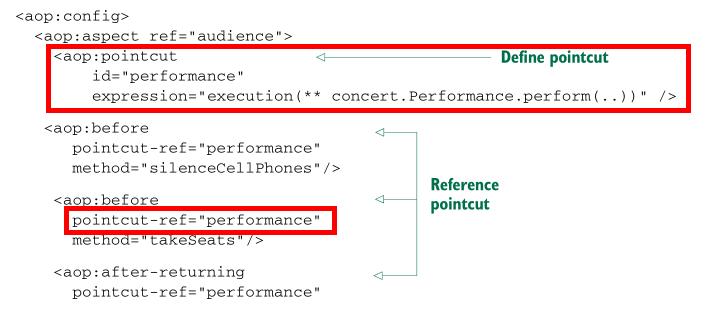 <aop:config>
<aop:aspect ref="audience">
<aop:pointcut
Define pointcut
id="performance"
expression="execution(** concert.Performance.perform(..))" />
<aop:before
pointcut-ref="performance"
method="silenceCellPhones"/>
Reference
pointcut
<aop:before
pointcut-ref="performance"
method="takeSeats"/>
<aop:after-returning
pointcut-ref="performance"